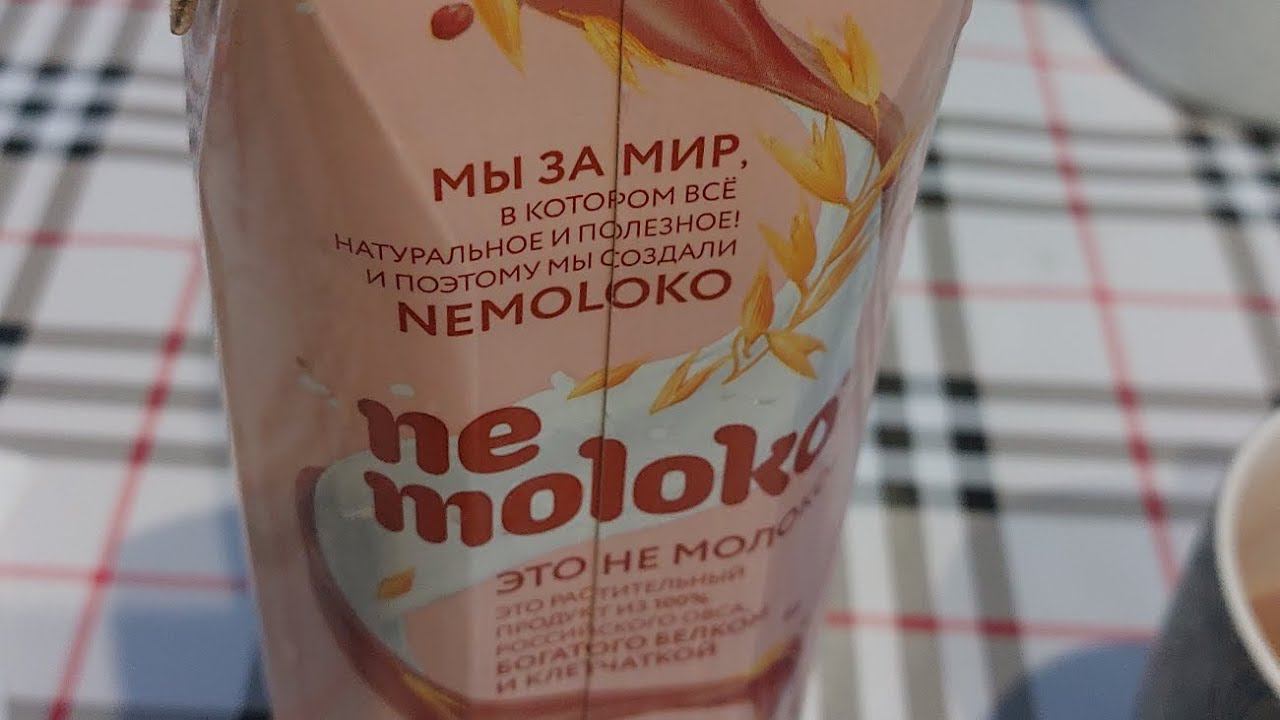 МЫ ЗА МИР,
В КОТОРОМ ВСЁ
НАТУРАЛЬНОЕ И ПОЛЕЗНОЕ!
И ПОЭТОМУ МЫ СОЗДАЛИ
NEMOLOKO
ne
moloko
ЭТО НЕ МОЛОКО
ЭТО РАСТИТЕЛЬНЫЙ
ПРОДУКТ ИЗ 100%
РОССИЙСКОГО ОВСА,
БОГАТОГО БЕЛКОМ
И КЛЕТЧАТКОЙ